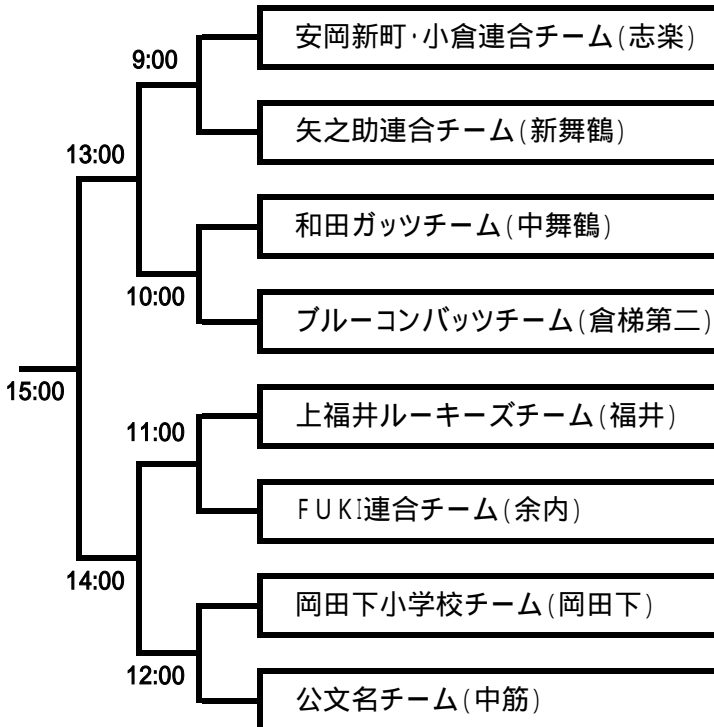 安岡新町・小倉連合チーム(志楽)
9:00
矢之助連合チーム(新舞鶴)
13:00
和田ガッツチーム(中舞鶴)
10:00
ブルーコンバッツチーム(倉梯第二)
15:00
上福井ルーキーズチーム(福井)
11:00
FUKI連合チーム(余内)
14:00
岡田下小学校チーム(岡田下)
12:00
公文名チーム(中筋)